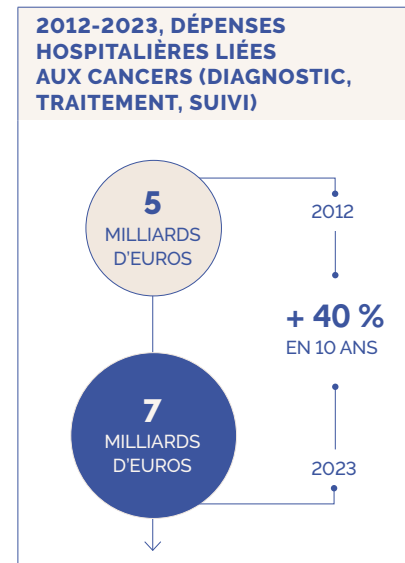 2012-2023, DÉPENSES
HOSPITALIÈRES LIÉES
AUX CANCERS (DIAGNOSTIC,
TRAITEMENT, SUIVI)
5
MILLIARDS
D'EUROS
2012
+ 40 %
EN 10 ANS
7
MILLIARDS
D'EUROS
2023